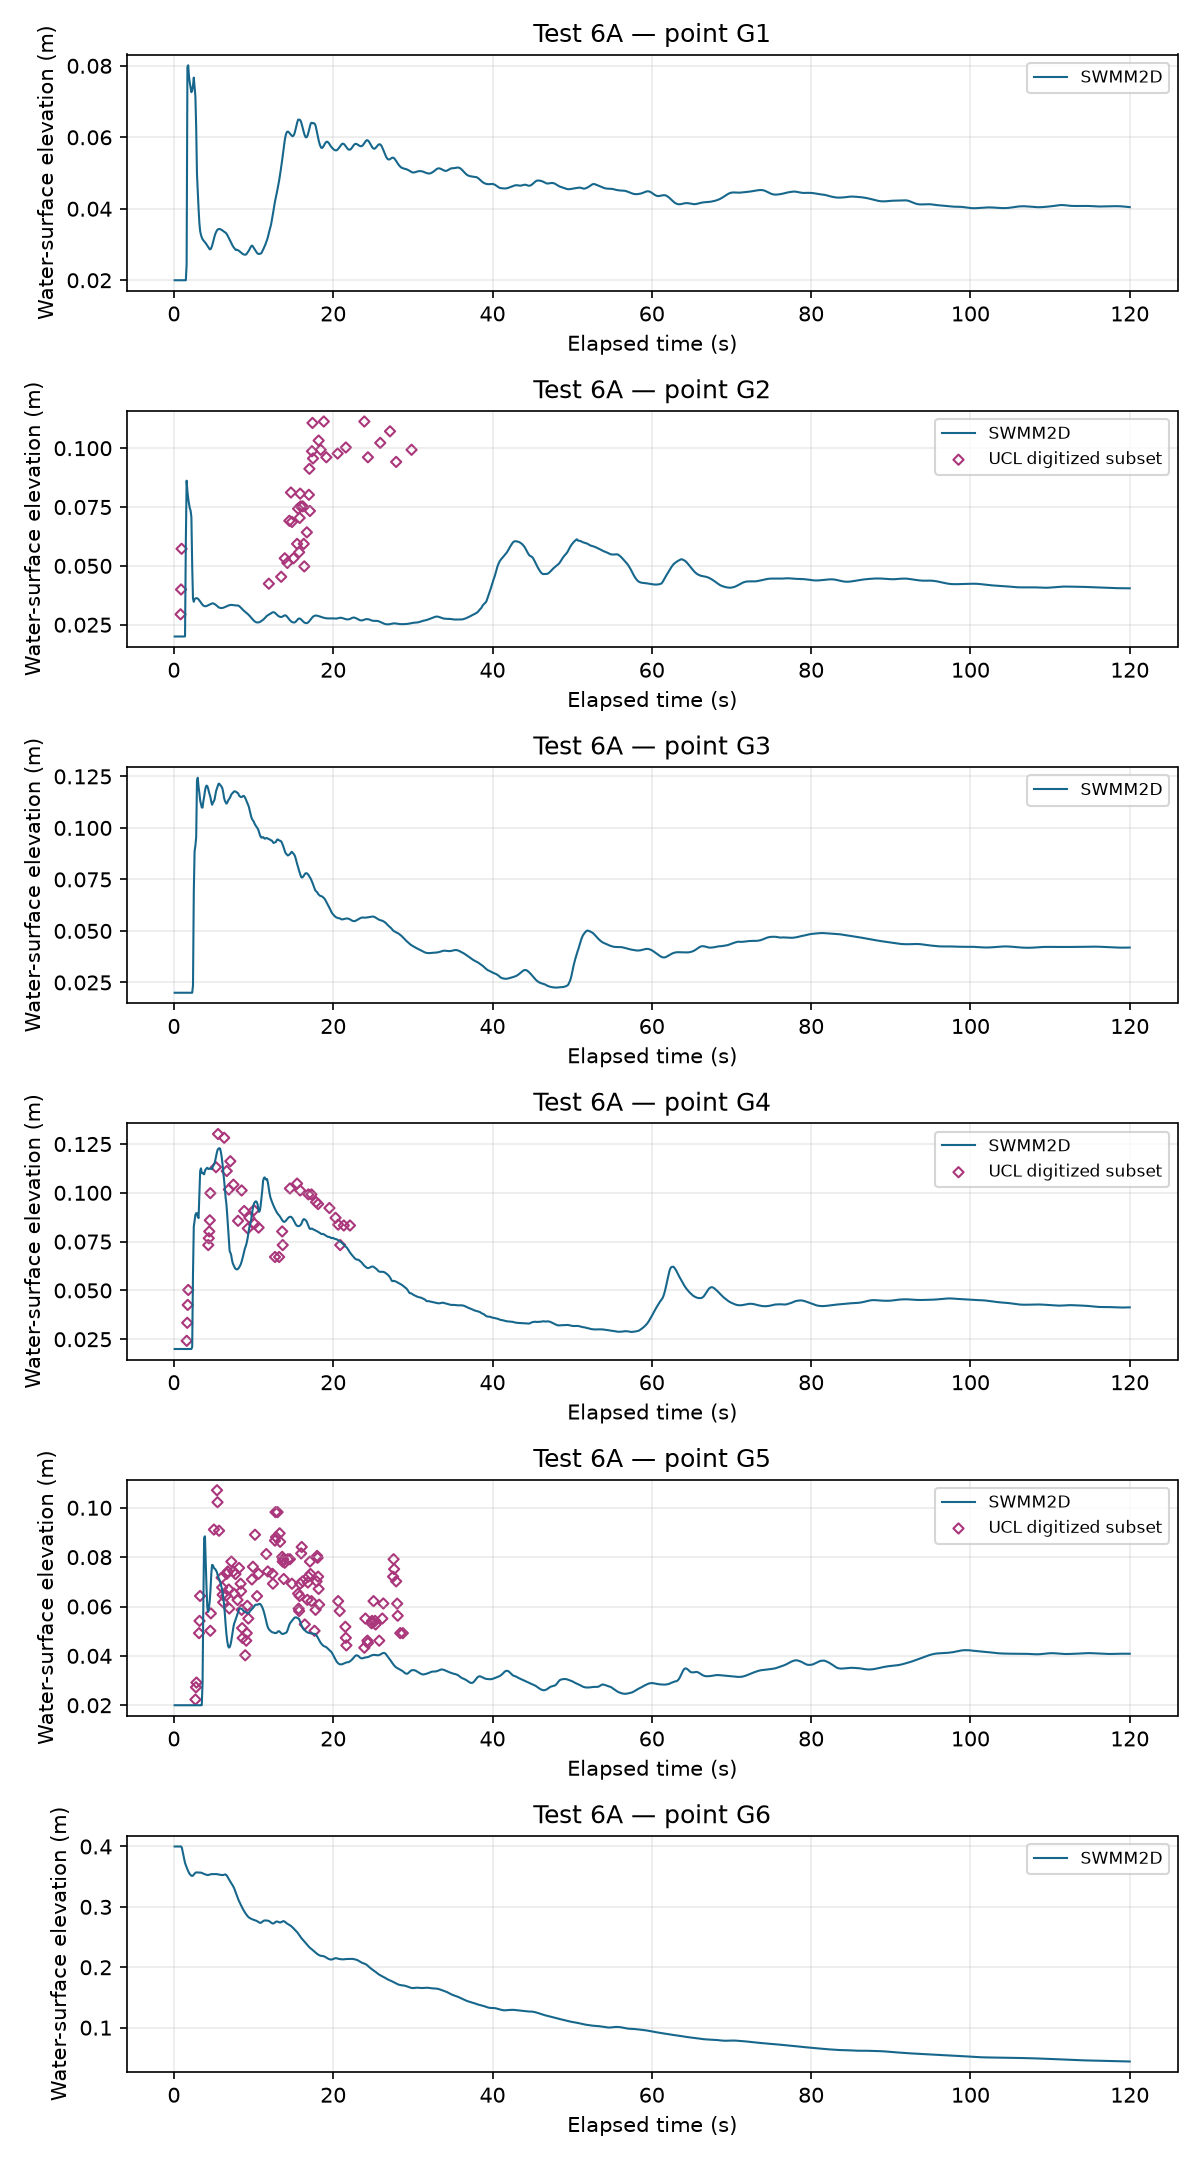 Test 6A — point G1
Water-surface elevation (m)
0.08
0.06
0.04
0.02
SWMM2D
0 20 40 60 80 100 120
Elapsed time (s)
Test 6A — point G2
Water-surface elevation (m)
0.100
0.075
0.050
0.025
SWMM2D
UCL digitized subset
0 20 40 60 80 100 120
Elapsed time (s)
Test 6A — point G3
Water-surface elevation (m)
0.125
0.100
0.075
0.050
0.025
SWMM2D
0 20 40 60 80 100 120
Elapsed time (s)
Test 6A — point G4
Water-surface elevation (m)
0.125
0.100
0.075
0.050
0.025
SWMM2D
UCL digitized subset
0 20 40 60 80 100 120
Elapsed time (s)
Test 6A — point G5
Water-surface elevation (m)
0.10
0.08
0.06
0.04
0.02
SWMM2D
UCL digitized subset
0 20 40 60 80 100 120
Elapsed time (s)
Test 6A — point G6
Water-surface elevation (m)
0.4
0.3
0.2
0.1
SWMM2D
0 20 40 60 80 100 120
Elapsed time (s)